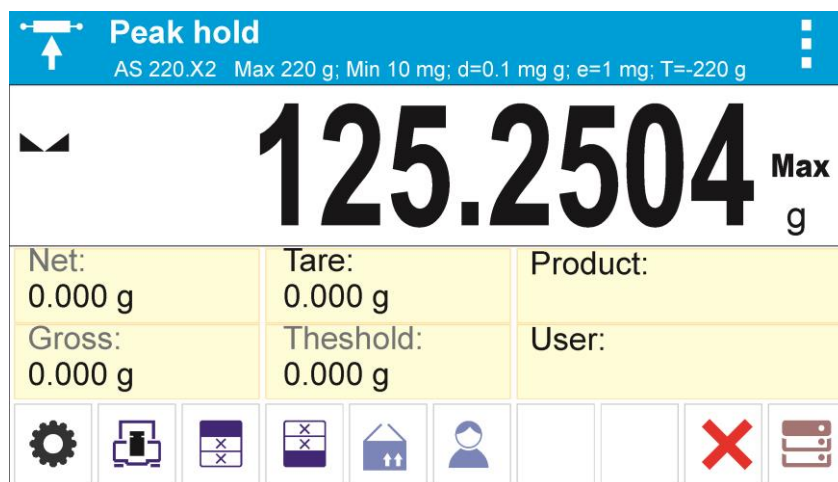 Peak hold
AS 220.X2 Max 220 g; Min 10 mg; d=0.1 mg g; e=1 mg; T=-220 g
125.2504 Max
g
Net: Tare: Product:
0.000 g 0.000 g
Gross: Theshold: User:
0.000 g 0.000 g